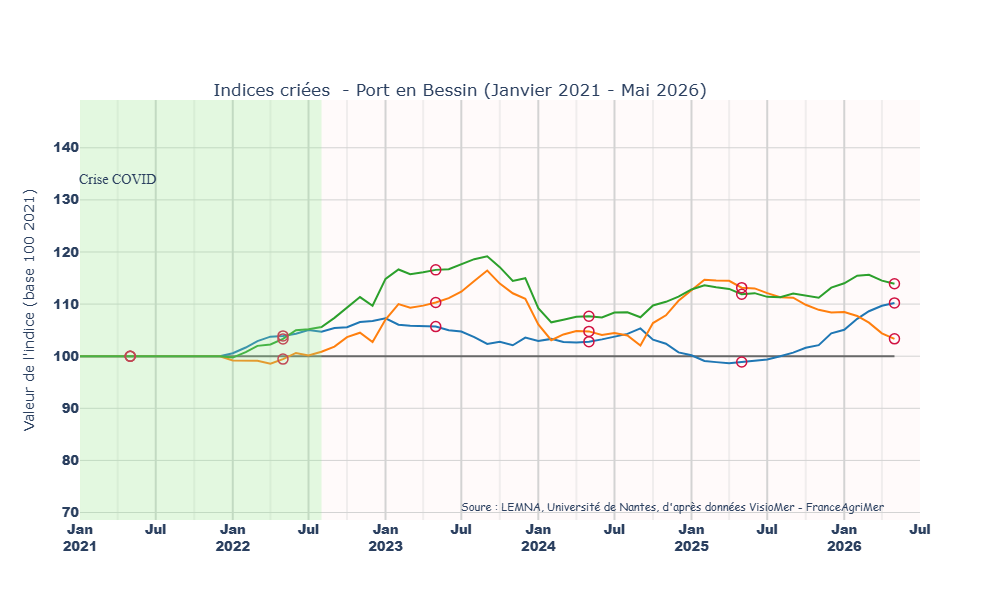 Indices criées  - Port en Bessin (Janvier 2021 - Mai 2026)
Valeur de l'indice (base 100 2021)
140
Crise COVID
130
120
110
100
90
80
70
Soure : LEMNA, Université de Nantes, d'après données VisioMer - FranceAgriMer
Jan Jul Jan Jul Jan Jul Jan Jul Jan Jul Jan Jul
2021 2022 2023 2024 2025 2026